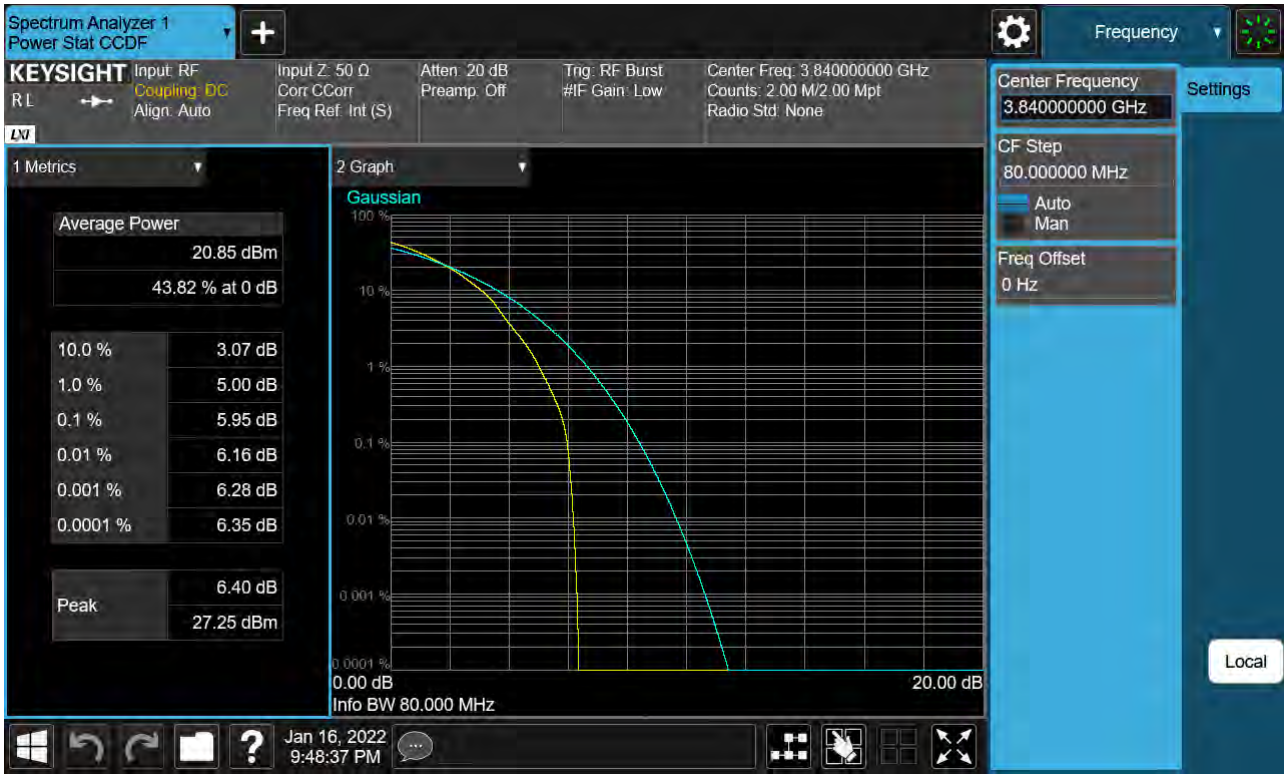 Spectrum Analyzer 1
Power Stat CCDF
+
Frequency
KEYSIGHT
RL
LXI
Input: RF
Coupling: DC
Align: Auto
Input Z: 50 Ω
Corr CCorr
Freq Ref: Int (S)
Atten: 20 dB
Preamp: Off
Trig: RF Burst
#IF Gain: Low
Center Freq: 3.840000000 GHz
Counts: 2.00 M/2.00 Mpt
Radio Std: None
1 Metrics
Average Power
20.85 dBm
43.82 % at 0 dB
10.0 % 3.07 dB
1.0 % 5.00 dB
0.1 % 5.95 dB
0.01 % 6.16 dB
0.001 % 6.28 dB
0.0001 % 6.35 dB
Peak
6.40 dB
27.25 dBm
2 Graph
Gaussian
100 %
10 %
1 %
0.1 %
0.01 %
0.001 %
0.0001 %
0.00 dB
20.00 dB
Info BW 80.000 MHz
Center Frequency
3.840000000 GHz
CF Step
80.000000 MHz
Auto
Man
Freq Offset
0 Hz
Settings
Local
?
Jan 16, 2022
9:48:37 PM